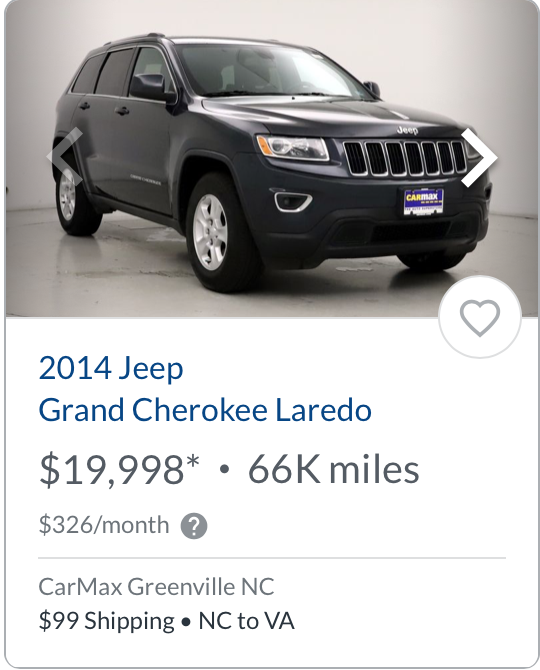 Jeep
CARMAX
2014 Jeep
Grand Cherokee Laredo
$19,998* • 66K miles
$326/month ?
CarMax Greenville NC
$99 Shipping • NC to VA